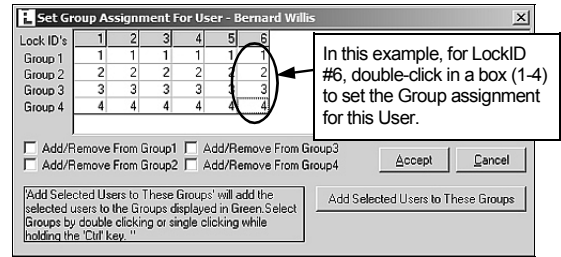 Set Group Assignment For User - Bernard Willis
Lock ID's 1 2 3 4 5 6
Group 1 1 1 1 1 1 1
Group 2 2 2 2 2 2 2
Group 3 3 3 3 3 3 3
Group 4 4 4 4 4 4 4
In this example, for LockID
#6, double-click in a box (1-4)
to set the Group assignment
for this User.
Add/Remove From Group1 Add/Remove From Group3
Add/Remove From Group2 Add/Remove From Group4
Accept Cancel
'Add Selected Users to These Groups' will add the
selected users to the Groups displayed in Green.Select
Groups by double clicking or single clicking while
holding the 'Ctrl' key. "
Add Selected Users to These Groups